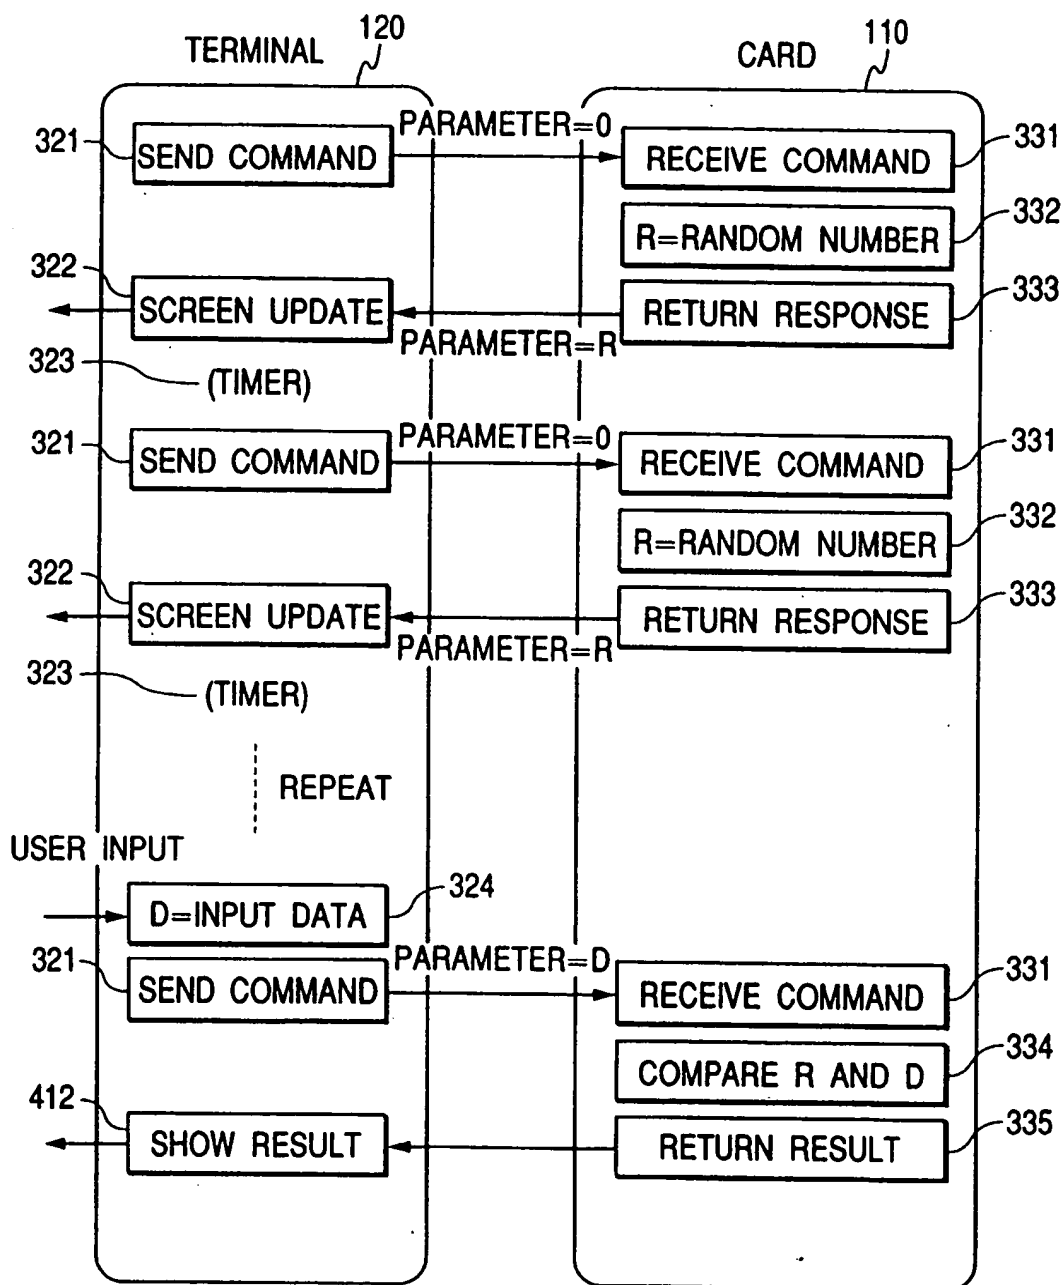 TERMINAL 120 CARD 110
PARAMETER=0
321 SEND COMMAND RECEIVE COMMAND 331
R=RANDOM NUMBER 332
322 SCREEN UPDATE RETURN RESPONSE 333
PARAMETER=R
323 (TIMER)
PARAMETER=0
321 SEND COMMAND RECEIVE COMMAND 331
R=RANDOM NUMBER 332
322 SCREEN UPDATE RETURN RESPONSE 333
PARAMETER=R
323 (TIMER)
REPEAT
USER INPUT
D=INPUT DATA 324
PARAMETER=D
321 SEND COMMAND RECEIVE COMMAND 331
COMPARE R AND D 334
412 SHOW RESULT RETURN RESULT 335